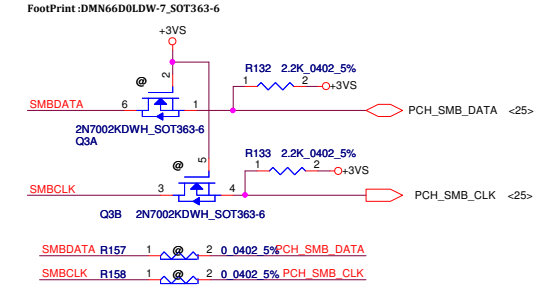 FootPrint :DMN66D0LDW-7_SOT363-6
+3VS
@
2
R132 2.2K_0402_5%
1 2
+3VS
SMBDATA 6 1 PCH_SMB_DATA <25>
2N7002KDWH_SOT363-6
Q3A
5
R133 2.2K_0402_5%
@
1 2
+3VS
SMBCLK 3 4 PCH_SMB_CLK <25>
Q3B 2N7002KDWH_SOT363-6
SMBDATA R157 1 @ 2 0_0402_5% PCH_SMB_DATA
SMBCLK R158 1 @ 2 0_0402_5% PCH_SMB_CLK